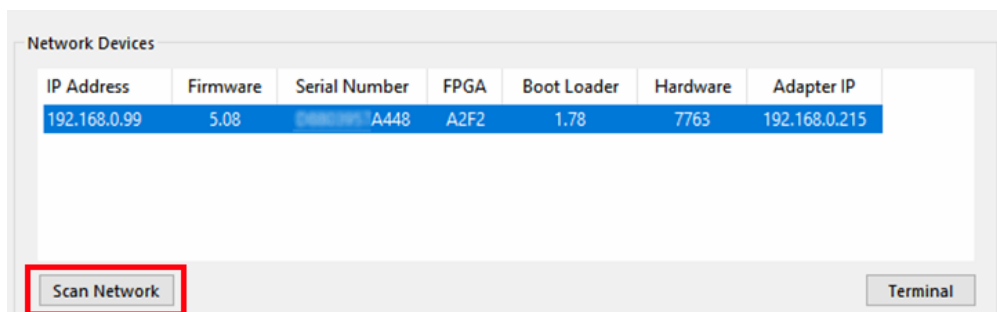 Network Devices
IP Address Firmware Serial Number FPGA Boot Loader Hardware Adapter IP
192.168.0.99 5.08 A448 A2F2 1.78 7763 192.168.0.215
Scan Network Terminal